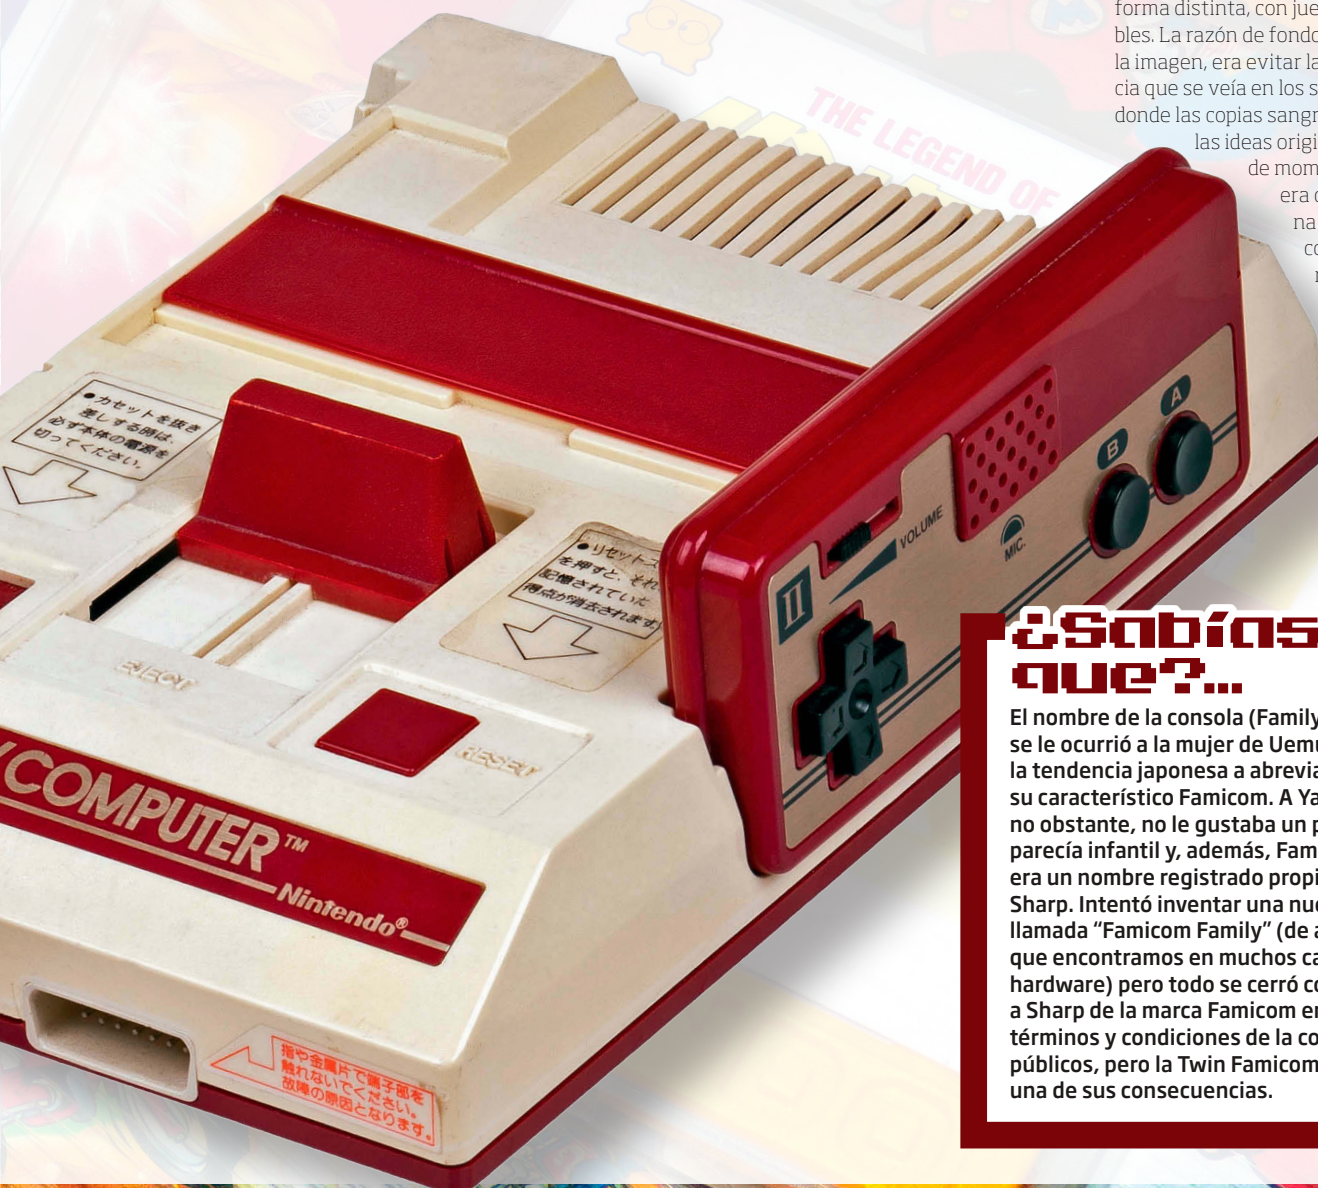 forma distinta, con jue
bles. La razón de fondo
la imagen, era evitar la
cia que se veía en los s
donde las copias sangr
las ideas origi
de mom
era
na
co
THE LEGEND OF
●カセットを抜き
差しする時は、
必ず本体の電源を
切ってください。
EJECT
●リセットス
を押すと、それ
記憶されていた
得点が消去されます
RESET
COMPUTER™
Nintendo®
指や金属片で端子部を
触れないでください。
故障の原因となります。
II
VOLUME
MIC.
B
A
¿Sabías
que?...
El nombre de la consola (Family
se le ocurrió a la mujer de Uemu
la tendencia japonesa a abrevia
su característico Famicom. A Ya
no obstante, no le gustaba un p
parecía infantil y, además, Fam
era un nombre registrado propi
Sharp. Intentó inventar una nue
llamada “Famicom Family” (de a
que encontramos en muchos ca
hardware) pero todo se cerró co
a Sharp de la marca Famicom en
términos y condiciones de la co
públicos, pero la Twin Famicom
una de sus consecuencias.